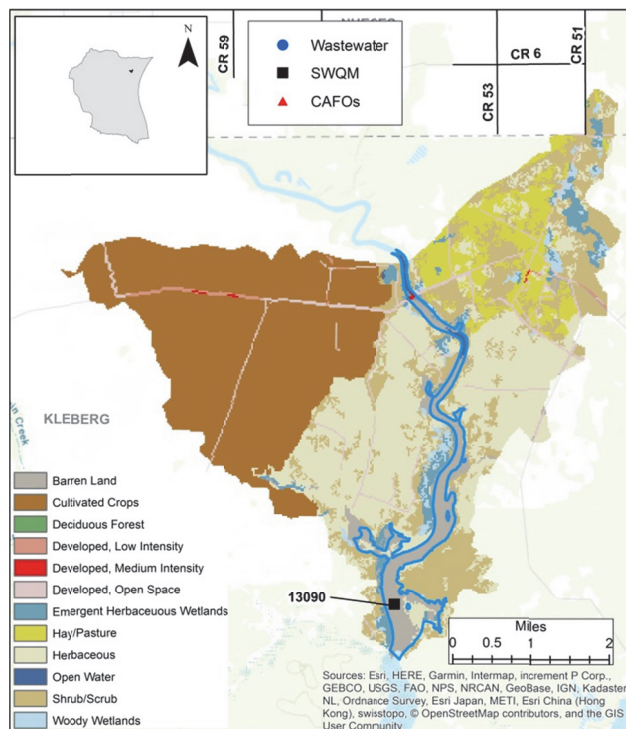 N
NUECES
CR 59
Wastewater
SWQM
CAFOs
CR 6
CR 53
CR 51
KLEBERG
Barren Land
Cultivated Crops
Deciduous Forest
Developed, Low Intensity
Developed, Medium Intensity
Developed, Open Space
Emergent Herbaceuous Wetlands
Hay/Pasture
Herbaceous
Open Water
Shrub/Scrub
Woody Wetlands
13090
Miles
0 1 2
Sources: Esri, HERE, Garmin, Intermap, increment P Corp.,
GEBCO, USGS, FAO, NPS, NRCAN, GeoBase, IGN, Kadaster
NL, Ordnance Survey, Esri Japan, METI, Esri China (Hong
Kong), swisstopo, © OpenStreetMap contributors, and the GIS
User Community